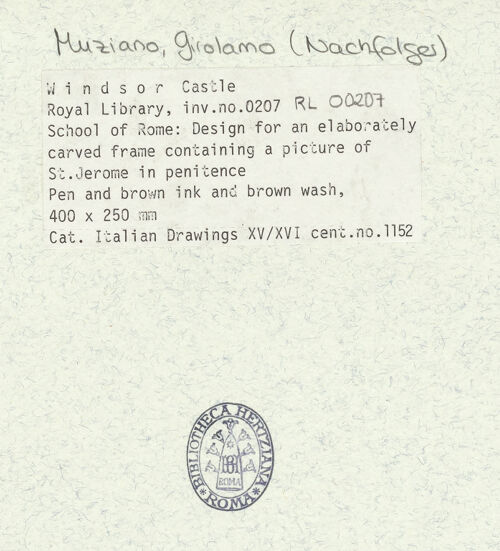 Muziano, Girolamo (Nachfolger)
Windsor Castle
Royal Library, inv.no.0207 RL 00207
School of Rome: Design for an elaborately
carved frame containing a picture of
St.Jerome in penitence
Pen and brown ink and brown wash,
400 x 250 mm
Cat. Italian Drawings XV/XVI cent.no.1152
BIBLIOTHECA HERTZIANA
ROMA
BH
ROMA